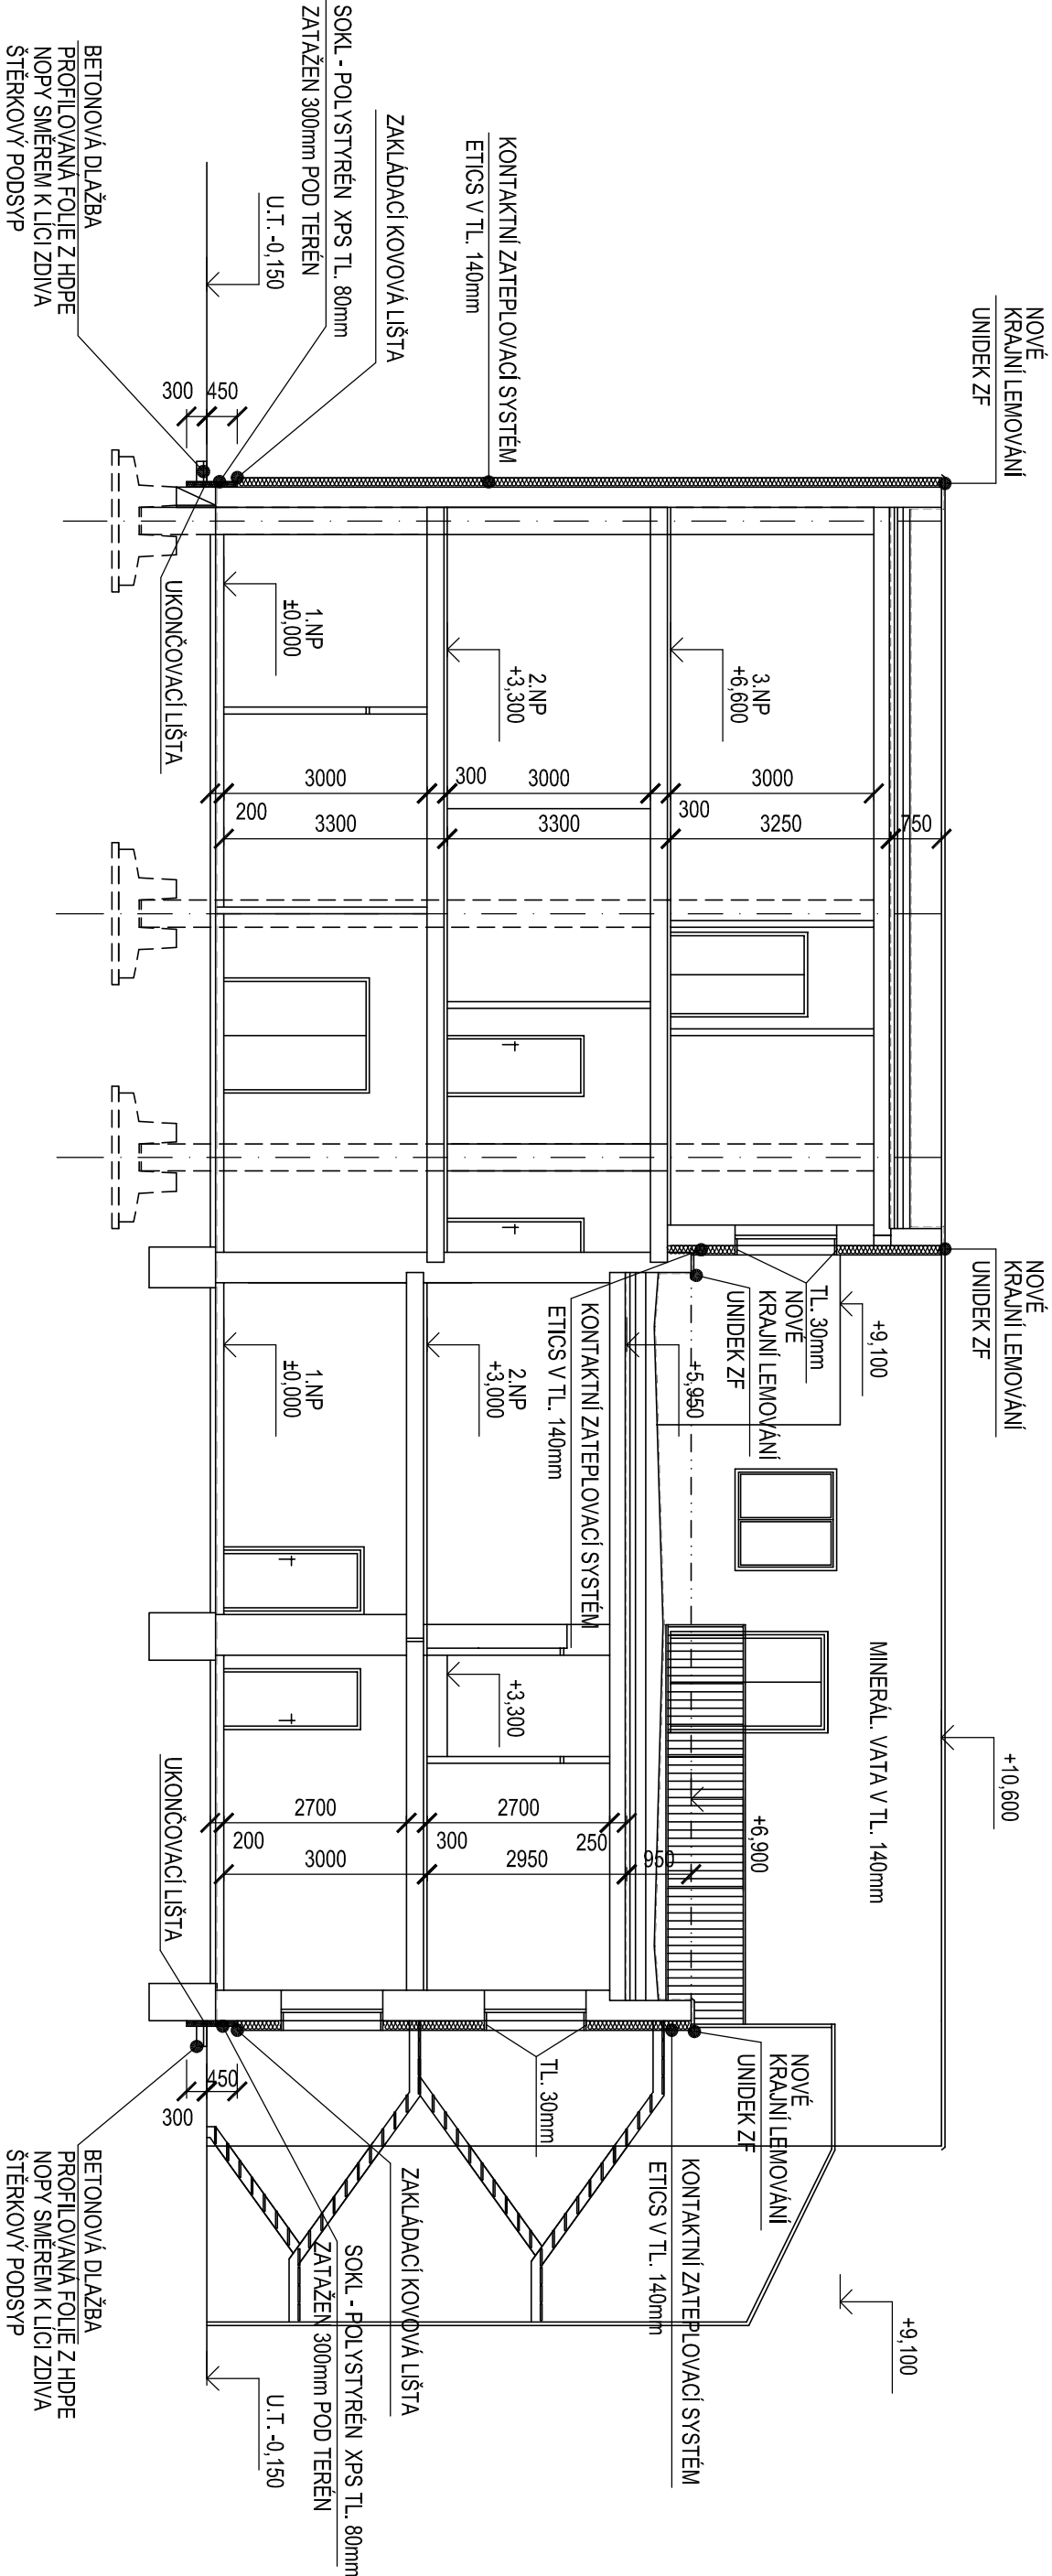 NOVÉ
KRAJNÍ LEMOVÁNÍ
UNIDEK ZF
KONTAKTNÍ ZATEPLOVACÍ SYSTÉM
ETICS V TL. 140mm
ZAKLÁDACÍ KOVOVÁ LIŠTA
SOKL - POLYSTYRÉN  XPS TL. 80mm
ZATAŽEN 300mm POD TERÉN
U.T. -0,150
BETONOVÁ DLAŽBA
PROFILOVANÁ FOLIE Z HDPE
NOPY SMĚREM K LÍCI ZDIVA
ŠTĚRKOVÝ PODSYP
450
300
UKONČOVACÍ LIŠTA
3.NP
+6,600
2.NP
+3,300
1.NP
±0,000
3000
300
3000
300
3000
200
750
3250
3300
3300
NOVÉ
KRAJNÍ LEMOVÁNÍ
UNIDEK ZF
+9,100
TL. 30mm
NOVÉ
KRAJNÍ LEMOVÁNÍ
UNIDEK ZF
+5,950
KONTAKTNÍ ZATEPLOVACÍ SYSTÉM
ETICS V TL. 140mm
2.NP
+3,000
1.NP
±0,000
+10,600
MINERÁL. VATA V TL. 140mm
+6,900
+3,300
250
2700
300
2700
200
950
2950
3000
UKONČOVACÍ LIŠTA
450
300
NOVÉ
KRAJNÍ LEMOVÁNÍ
UNIDEK ZF
TL. 30mm
KONTAKTNÍ ZATEPLOVACÍ SYSTÉM
ETICS V TL. 140mm
ZAKLÁDACÍ KOVOVÁ LIŠTA
SOKL - POLYSTYRÉN  XPS TL. 80mm
ZATAŽEN 300mm POD TERÉN
BETONOVÁ DLAŽBA
PROFILOVANÁ FOLIE Z HDPE
NOPY SMĚREM K LÍCI ZDIVA
ŠTĚRKOVÝ PODSYP
+9,100
U.T. -0,150